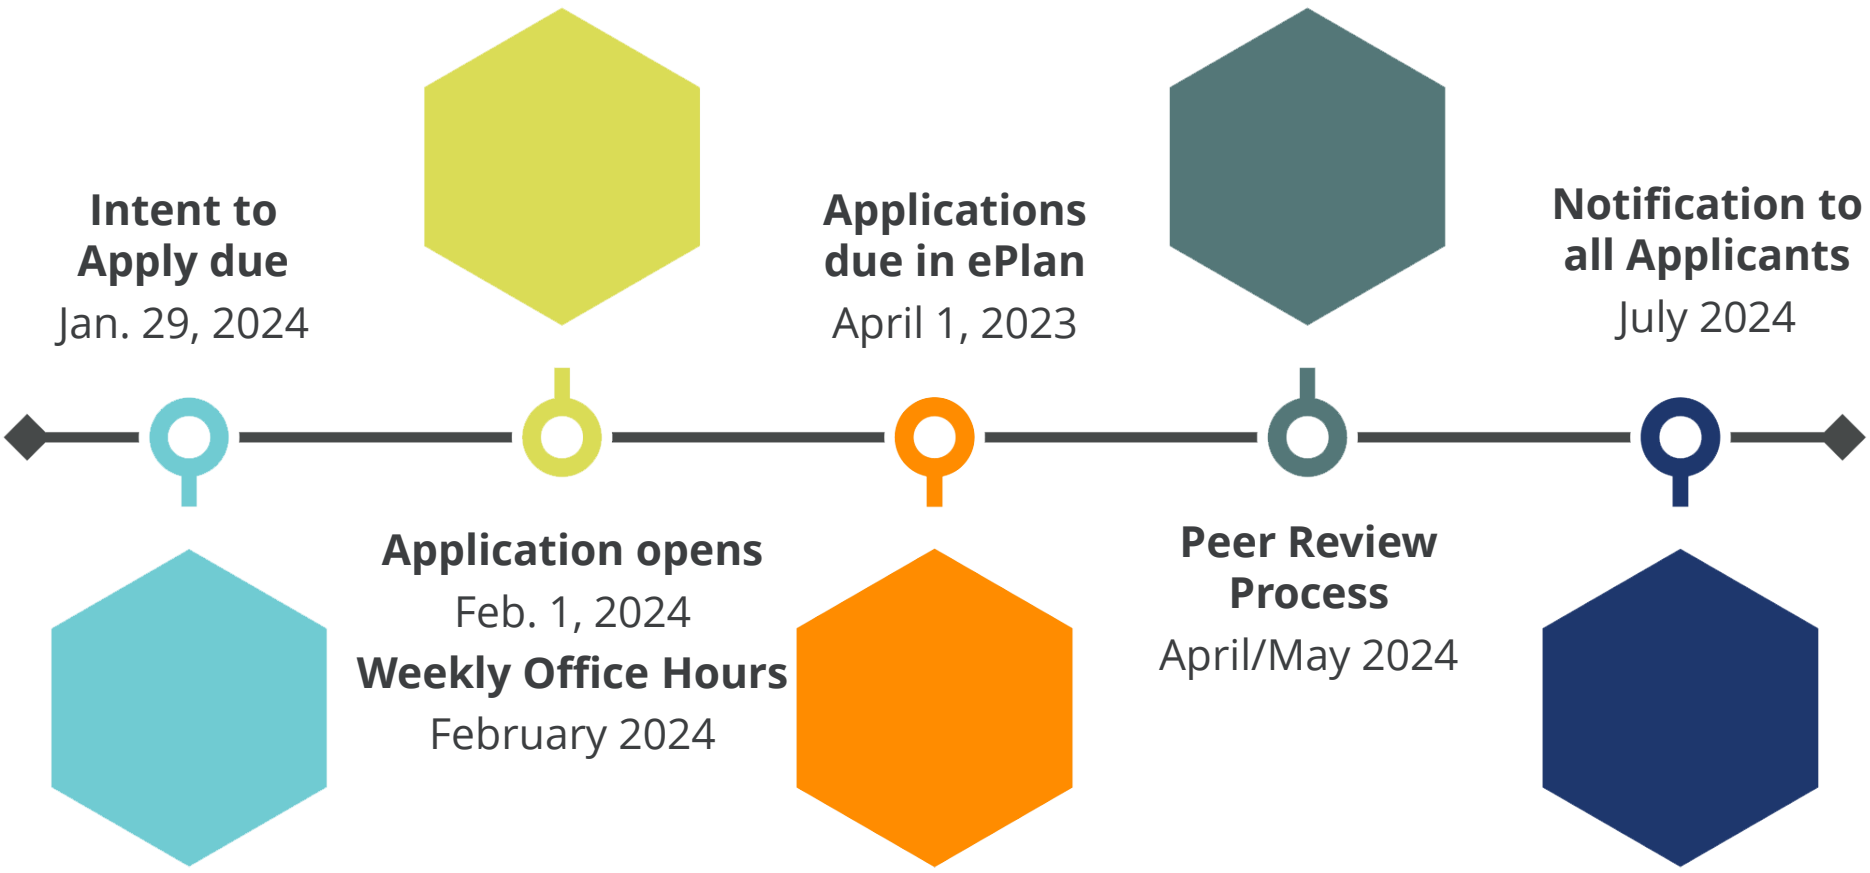 Intent to
Apply due
Jan. 29, 2024
Application opens
Feb. 1, 2024
Weekly Office Hours
February 2024
Applications
due in ePlan
April 1, 2023
Peer Review
Process
April/May 2024
Notification to
all Applicants
July 2024